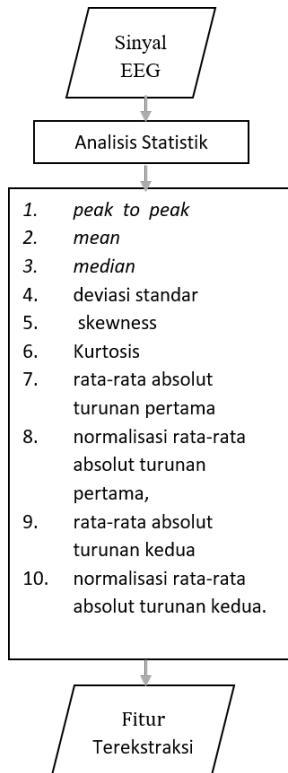 Sinyal
EEG
Analisis Statistik
1. peak to peak
2. mean
3. median
4. deviasi standar
5. skewness
6. Kurtosis
7. rata-rata absolut
turunan pertama
8. normalisasi rata-rata
absolut turunan
pertama,
9. rata-rata absolut
turunan kedua
10. normalisasi rata-rata
absolut turunan kedua.
Fitur
Terekstraksi